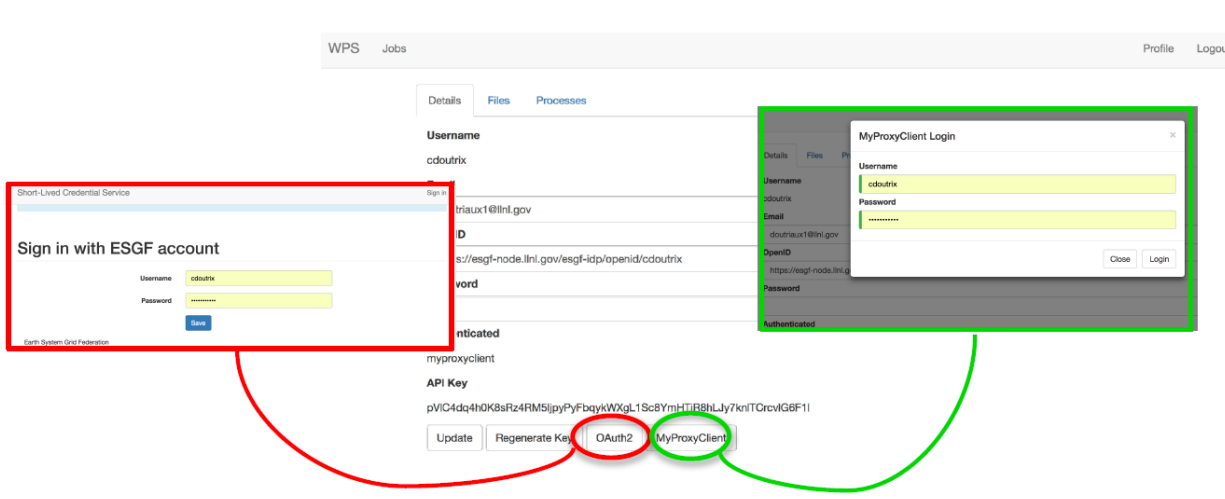 WPS Jobs Profile Logou
Details Files Processes
Username
cdoutrix
triaux1@llnl.gov
ID
s://esgf-node.llnl.gov/esgf-idp/openid/cdoutrix
vord
nticated
myproxyclient
API Key
Update Regenerate Key OAuth2 MyProxyClient
Short-Lived Credential Service Sign in
Sign in with ESGF account
Username cdoutrix
Password •••••••••••
Save
Earth System Grid Federation
MyProxyClient Login ×
Username
cdoutrix
Password
•••••••••••
Close Login
Details Files Pr
Username
cdoutrix
Email
doutriaux1@llnl.gov
OpenID
https://esgf-node.llnl.g
Password
Authenticated